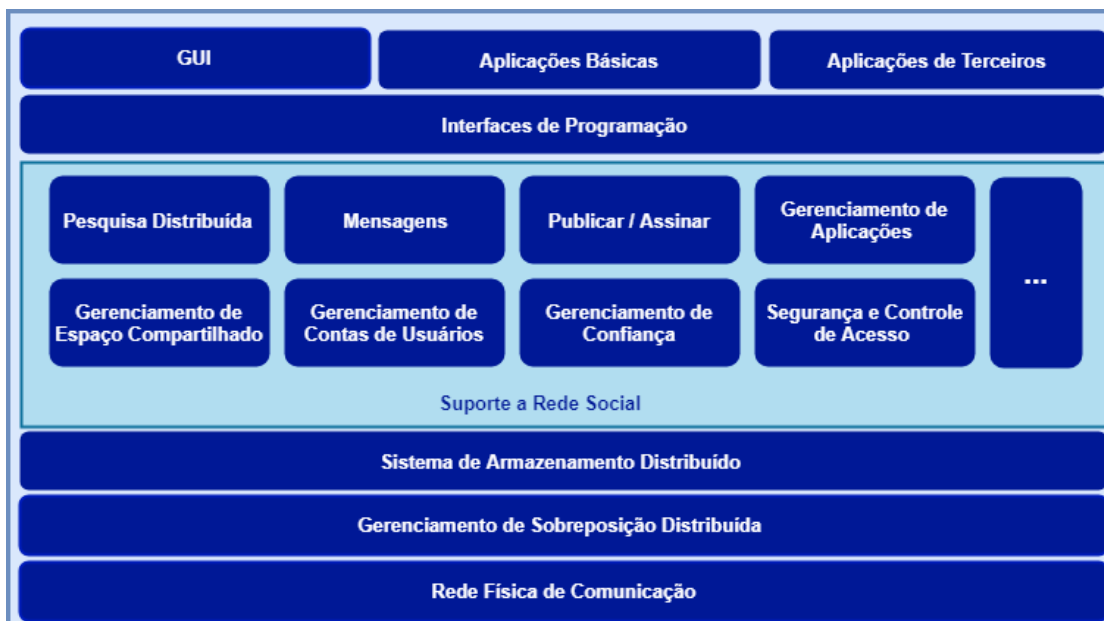 GUI
Aplicações Básicas
Aplicações de Terceiros
Interfaces de Programação
Pesquisa Distribuída
Mensagens
Publicar / Assinar
Gerenciamento de
Aplicações
...
Gerenciamento de
Espaço Compartilhado
Gerenciamento de
Contas de Usuários
Gerenciamento de
Confiança
Segurança e Controle
de Acesso
Suporte a Rede Social
Sistema de Armazenamento Distribuído
Gerenciamento de Sobreposição Distribuída
Rede Física de Comunicação